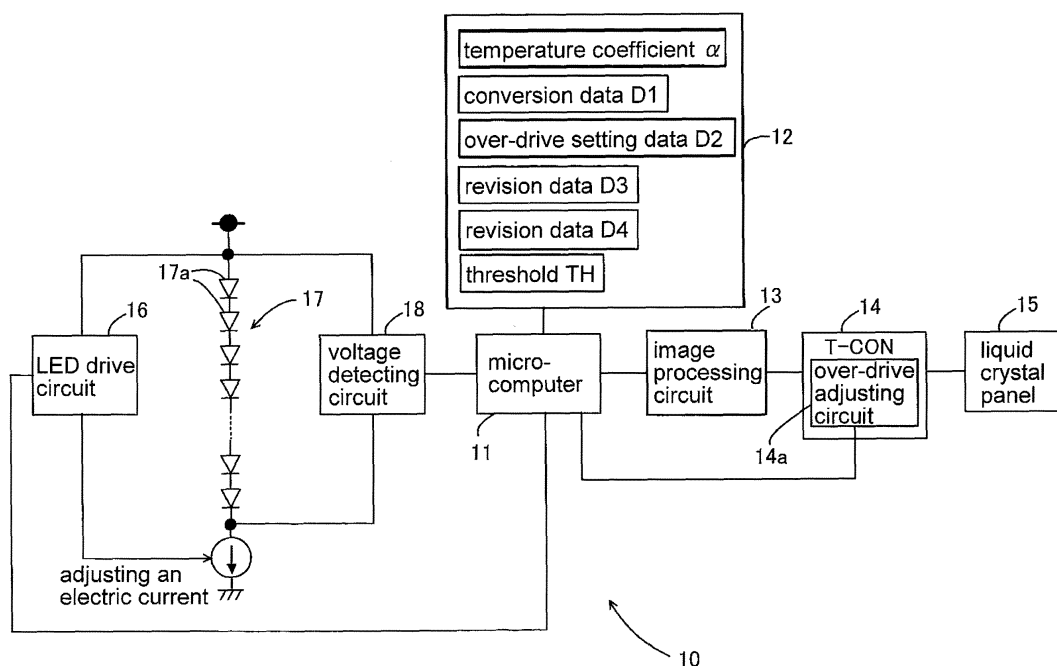 temperature coefficient α
conversion data D1
over-drive setting data D2
revision data D3
revision data D4
threshold TH
12
17a
17
16
LED drive
circuit
18
voltage
detecting
circuit
micro-
computer
11
13
image
processing
circuit
14
T-CON
over-drive
adjusting
circuit
14a
15
liquid
crystal
panel
adjusting an
electric current
10